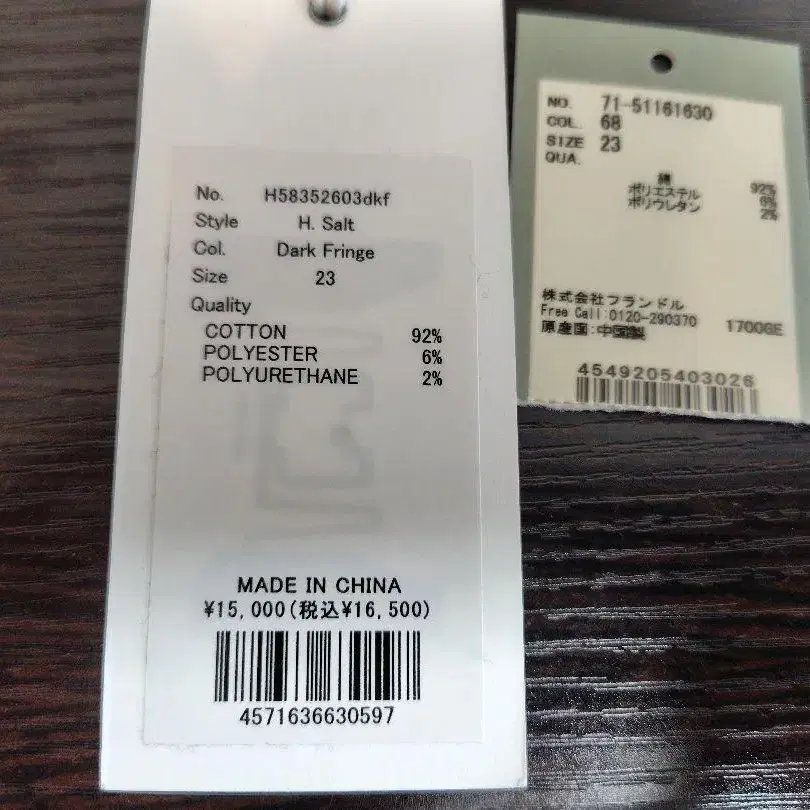 No. H58352603dkf
Style H. Salt
Col. Dark Fringe
Size 23
Quality
COTTON 92%
POLYESTER 6%
POLYURETHANE 2%
MADE IN CHINA
¥15,000(税込¥16,500)
4571636630597
NO. 71-51161630
COL. 68
SIZE 23
QUA.
綿 92%
ポリエステル 6%
ポリウレタン 2%
株式会社フランドル
Free Call:0120-290370
原産国:中国製 1700GE
4549205403026